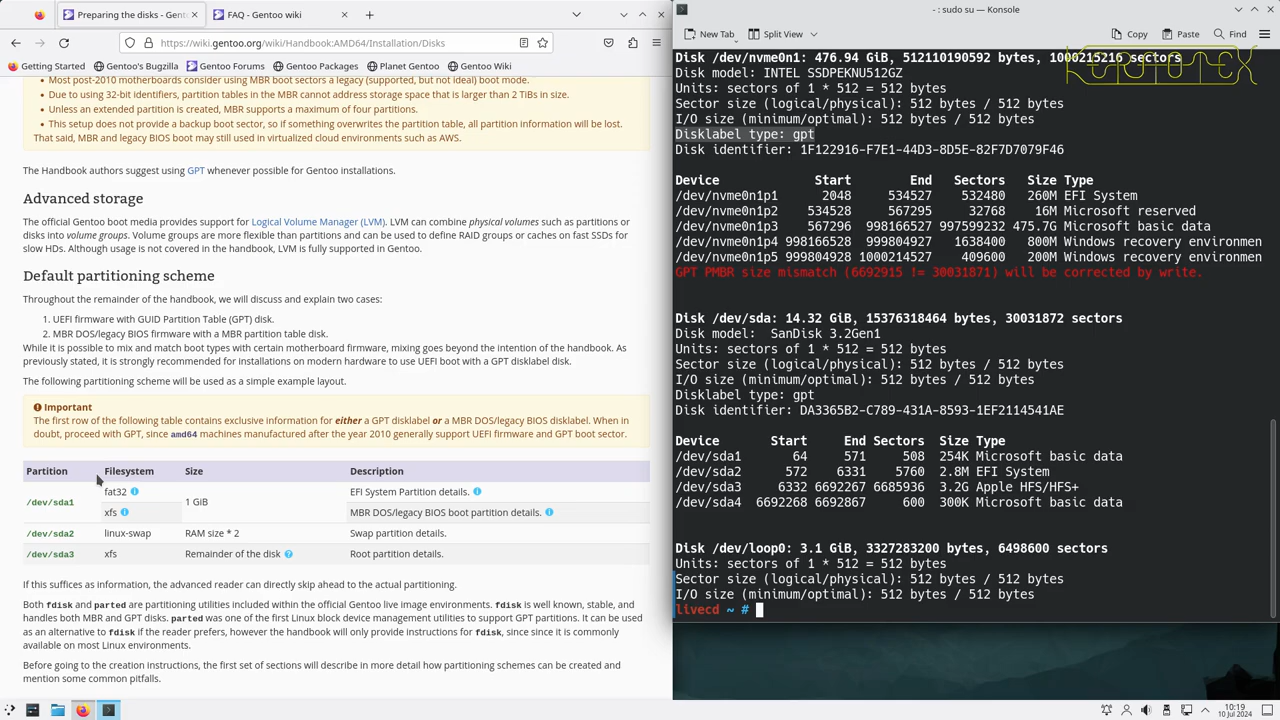 Preparing the disks - Gent
FAQ - Gentoo wiki
https://wiki.gentoo.org/wiki/Handbook:AMD64/Installation/Disks
Getting Started
Gentoo's Bugzilla
Gentoo Forums
Gentoo Packages
Planet Gentoo
Gentoo Wiki
Most post-2010 motherboards consider using MBR boot sectors a legacy (supported, but not ideal) boot mode.
Due to using 32-bit identifiers, partition tables in the MBR cannot address storage space that is larger than 2 TiBs in size.
Unless an extended partition is created, MBR supports a maximum of four partitions.
This setup does not provide a backup boot sector, so if something overwrites the partition table, all partition information will be lost.
That said, MBR and legacy BIOS boot may still used in virtualized cloud environments such as AWS.
The Handbook authors suggest using GPT whenever possible for Gentoo installations.
Advanced storage
The official Gentoo boot media provides support for Logical Volume Manager (LVM). LVM can combine physical volumes such as partitions or
disks into volume groups. Volume groups are more flexible than partitions and can be used to define RAID groups or caches on fast SSDs for
slow HDs. Although usage is not covered in the handbook, LVM is fully supported in Gentoo.
Default partitioning scheme
Throughout the remainder of the handbook, we will discuss and explain two cases:
1. UEFI firmware with GUID Partition Table (GPT) disk.
2. MBR DOS/legacy BIOS firmware with a MBR partition table disk.
While it is possible to mix and match boot types with certain motherboard firmware, mixing goes beyond the intention of the handbook. As
previously stated, it is strongly recommended for installations on modern hardware to use UEFI boot with a GPT disklabel disk.
The following partitioning scheme will be used as a simple example layout.
Important
The first row of the following table contains exclusive information for either a GPT disklabel or a MBR DOS/legacy BIOS disklabel. When in
doubt, proceed with GPT, since amd64 machines manufactured after the year 2010 generally support UEFI firmware and GPT boot sector.
Partition Filesystem Size Description
/dev/sda1 fat32 1 GiB EFI System Partition details.
xfs MBR DOS/legacy BIOS boot partition details.
/dev/sda2 linux-swap RAM size * 2 Swap partition details.
/dev/sda3 xfs Remainder of the disk Root partition details.
If this suffices as information, the advanced reader can directly skip ahead to the actual partitioning.
Both fdisk and parted are partitioning utilities included within the official Gentoo live image environments. fdisk is well known, stable, and
handles both MBR and GPT disks. parted was one of the first Linux block device management utilities to support GPT partitions. It can be used
as an alternative to fdisk if the reader prefers, however the handbook will only provide instructions for fdisk, since since it is commonly
available on most Linux environments.
Before going to the creation instructions, the first set of sections will describe in more detail how partitioning schemes can be created and
mention some common pitfalls.
- : sudo su — Konsole
New Tab
Split View
Copy
Paste
Find
Disk /dev/nvme0n1: 476.94 GiB, 512110190592 bytes, 1000215216 sectors
Disk model: INTEL SSDPEKNU512GZ
Units: sectors of 1 * 512 = 512 bytes
Sector size (logical/physical): 512 bytes / 512 bytes
I/O size (minimum/optimal): 512 bytes / 512 bytes
Disklabel type: gpt
Disk identifier: 1F122916-F7E1-44D3-8D5E-82F7D7079F46
Device Start End Sectors Size Type
/dev/nvme0n1p1 2048 534527 532480 260M EFI System
/dev/nvme0n1p2 534528 567295 32768 16M Microsoft reserved
/dev/nvme0n1p3 567296 998166527 997599232 475.7G Microsoft basic data
/dev/nvme0n1p4 998166528 999804927 1638400 800M Windows recovery environmen
/dev/nvme0n1p5 999804928 1000214527 409600 200M Windows recovery environmen
GPT PMBR size mismatch (6692915 != 30031871) will be corrected by write.
Disk /dev/sda: 14.32 GiB, 15376318464 bytes, 30031872 sectors
Disk model:  SanDisk 3.2Gen1
Units: sectors of 1 * 512 = 512 bytes
Sector size (logical/physical): 512 bytes / 512 bytes
I/O size (minimum/optimal): 512 bytes / 512 bytes
Disklabel type: gpt
Disk identifier: DA3365B2-C789-431A-8593-1EF2114541AE
Device Start End Sectors Size Type
/dev/sda1 64 571 508 254K Microsoft basic data
/dev/sda2 572 6331 5760 2.8M EFI System
/dev/sda3 6332 6692267 6685936 3.2G Apple HFS/HFS+
/dev/sda4 6692268 6692867 600 300K Microsoft basic data
Disk /dev/loop0: 3.1 GiB, 3327283200 bytes, 6498600 sectors
Units: sectors of 1 * 512 = 512 bytes
Sector size (logical/physical): 512 bytes / 512 bytes
I/O size (minimum/optimal): 512 bytes / 512 bytes
livecd ~ #
10:19
10 Jul 2024